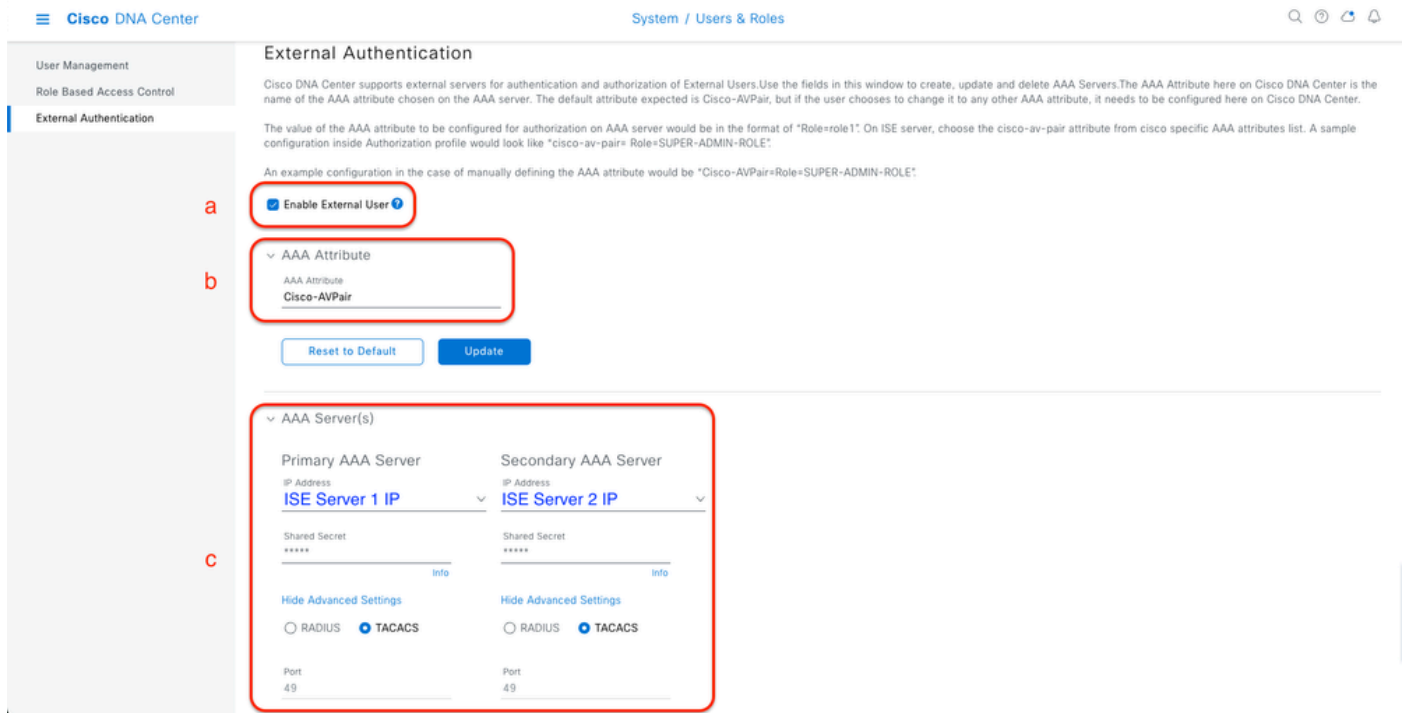 Cisco DNA Center
System / Users & Roles
User Management
Role Based Access Control
External Authentication
External Authentication
Cisco DNA Center supports external servers for authentication and authorization of External Users.Use the fields in this window to create, update and delete AAA Servers.The AAA Attribute here on Cisco DNA Center is the
name of the AAA attribute chosen on the AAA server. The default attribute expected is Cisco-AVPair, but if the user chooses to change it to any other AAA attribute, it needs to be configured here on Cisco DNA Center.
The value of the AAA attribute to be configured for authorization on AAA server would be in the format of "Role=role1". On ISE server, choose the cisco-av-pair attribute from cisco specific AAA attributes list. A sample
configuration inside Authorization profile would look like "cisco-av-pair= Role=SUPER-ADMIN-ROLE".
An example configuration in the case of manually defining the AAA attribute would be "Cisco-AVPair=Role=SUPER-ADMIN-ROLE".
a
Enable External User
b
AAA Attribute
AAA Attribute
Cisco-AVPair
Reset to Default Update
c
AAA Server(s)
Primary AAA Server Secondary AAA Server
IP Address IP Address
ISE Server 1 IP ISE Server 2 IP
Shared Secret Shared Secret
***** *****
Info Info
Hide Advanced Settings Hide Advanced Settings
RADIUS TACACS RADIUS TACACS
Port Port
49 49